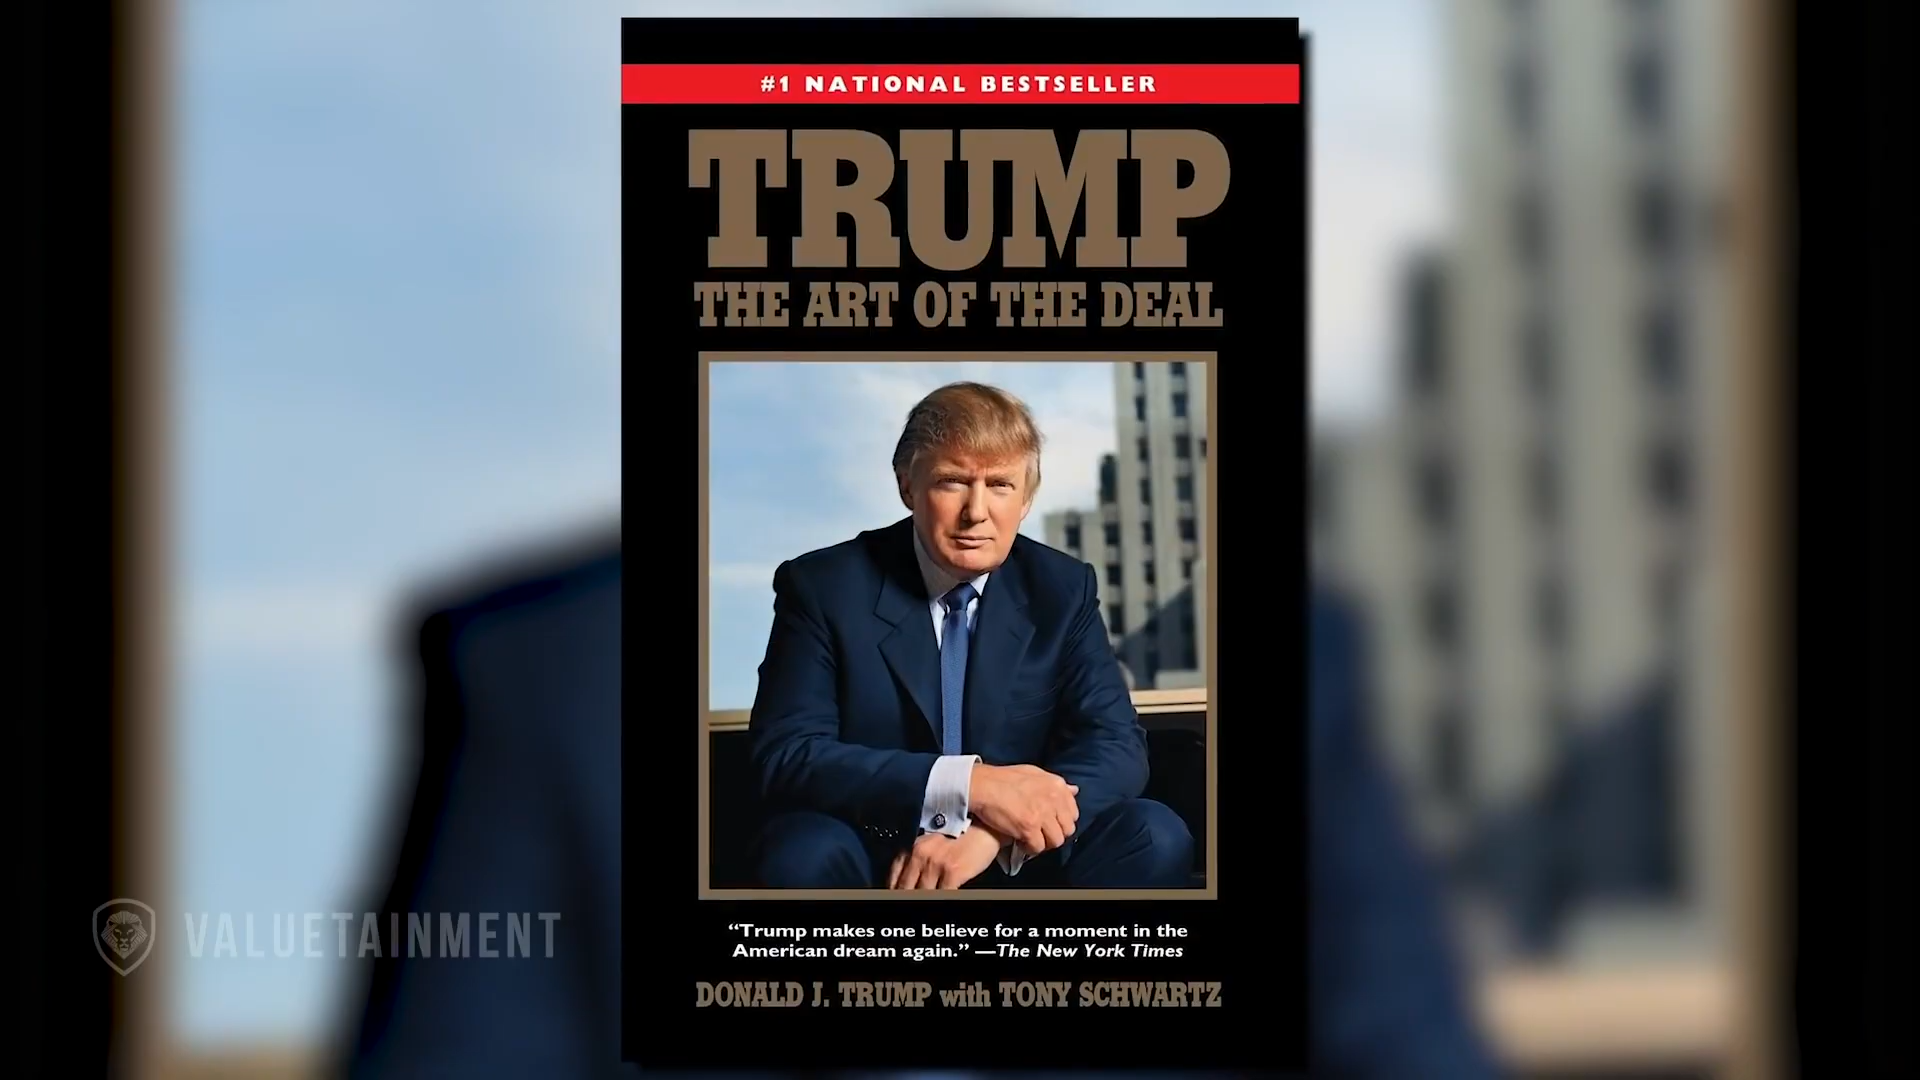 #1 NATIONAL BESTSELLER
TRUMP
THE ART OF THE DEAL
“Trump makes one believe for a moment in the
American dream again.” —The New York Times
DONALD J. TRUMP with TONY SCHWARTZ
VALUETAINMENT